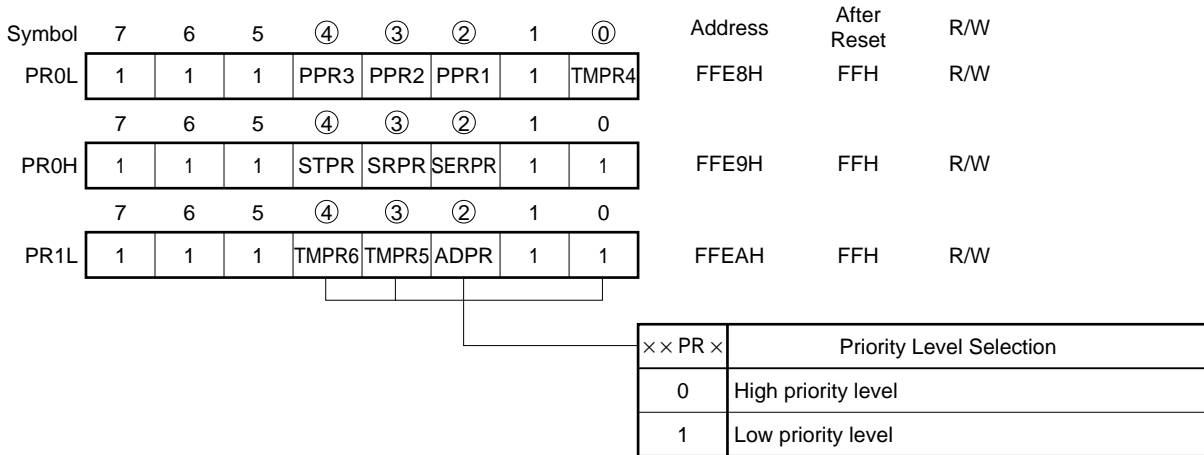 Symbol 7 6 5 ④ ③ ② 1 ⓪ Address After Reset R/W
PR0L 1 1 1 PPR3 PPR2 PPR1 1 TMPR4 FFE8H FFH R/W
7 6 5 ④ ③ ② 1 0
PR0H 1 1 1 STPR SRPR SERPR 1 1 FFE9H FFH R/W
7 6 5 ④ ③ ② 1 0
PR1L 1 1 1 TMPR6 TMPR5 ADPR 1 1 FFEAH FFH R/W
××PR× Priority Level Selection
0 High priority level
1 Low priority level